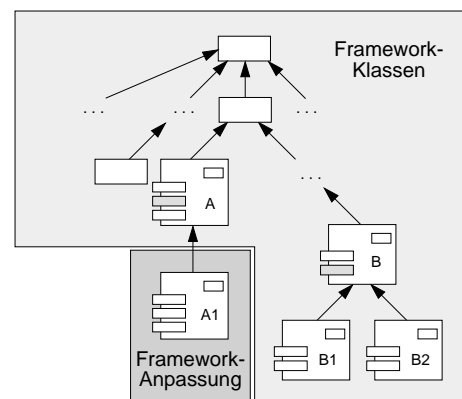 Framework-
Klassen
. . .
. . .
. . .
. . .
A
B
A1
B1
B2
Framework-
Anpassung